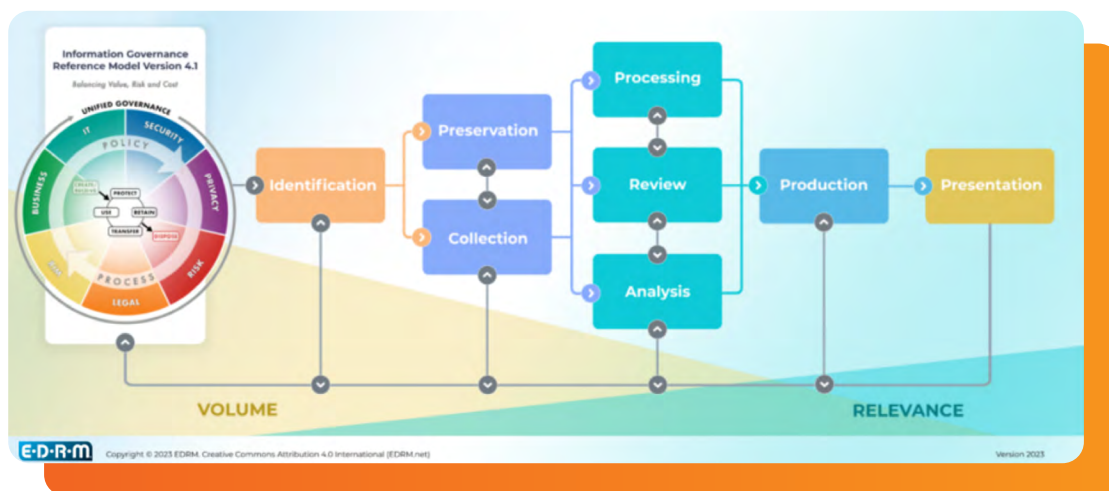 Information Governance
Reference Model Version 4.1
Balancing Value, Risk and Cost
UNIFIED GOVERNANCE
IT
SECURITY
POLICY
BUSINESS
PRIVACY
PROTECT
USE
RETAIN
TRANSFER
DISPOSE
RISK
PROCESS
LEGAL
Identification
Preservation
Collection
Processing
Review
Analysis
Production
Presentation
VOLUME
RELEVANCE
E·D·R·M
Copyright © 2023 EDRM. Creative Commons Attribution 4.0 International (EDRM.net)
Version 2023